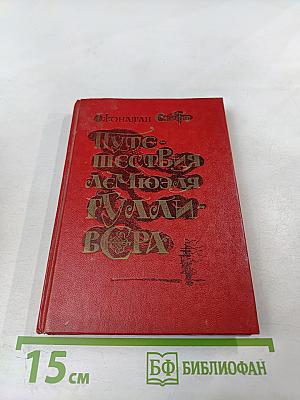 Джонатан Свифт
Путе-
шествия
Лемюэля
Гулли-
вера
15 см
БФ БИБЛИОФАН